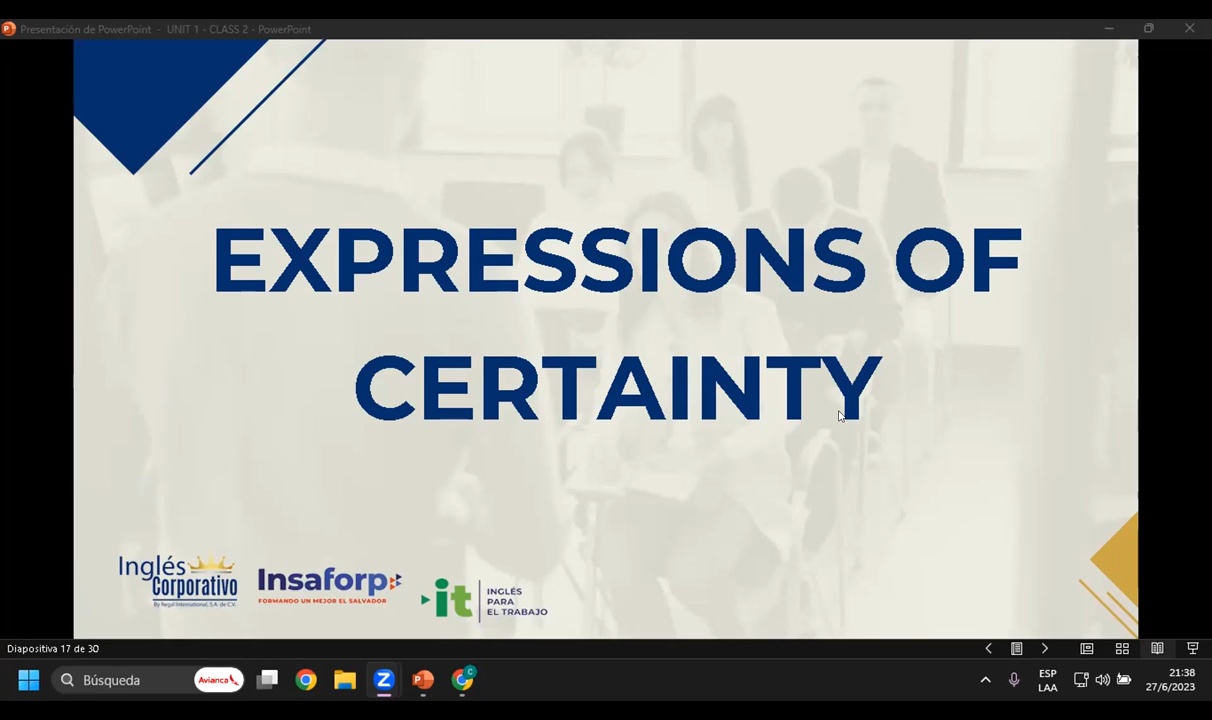 Presentación de PowerPoint - UNIT 1 - CLASS 2 - PowerPoint
EXPRESSIONS OF
CERTAINTY
Inglés
Corporativo
By Regal International, S.A. de C.V.
Insaforp
FORMANDO UN MEJOR EL SALVADOR
it
INGLÉS
PARA
EL TRABAJO
Diapositiva 17 de 30
Búsqueda
Avianca
ESP
LAA
21:38
27/6/2023